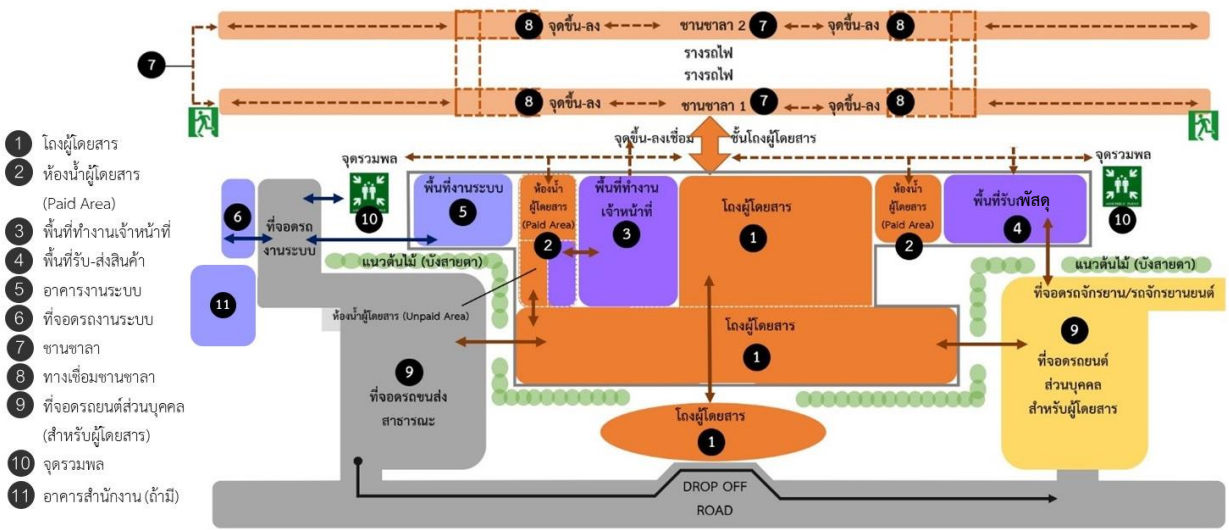 8 จุดขึ้น-ลง ชานชาลา 2 7 จุดขึ้น-ลง 8
รางรถไฟ
7
รางรถไฟ
8 จุดขึ้น-ลง ชานชาลา 1 7 จุดขึ้น-ลง 8
จุดขึ้น-ลงเชื่อม ชั้นโถงผู้โดยสาร
1 โถงผู้โดยสาร
2 ห้องน้ำผู้โดยสาร
(Paid Area)
3 พื้นที่ทำงานเจ้าหน้าที่
4 พื้นที่รับ-ส่งสินค้า
5 อาคารงานระบบ
6 ที่จอดรถงานระบบ
7 ชานชาลา
8 ทางเชื่อมชานชาลา
9 ที่จอดรถยนต์ส่วนบุคคล
(สำหรับผู้โดยสาร)
10 จุดรวมพล
11 อาคารสำนักงาน (ถ้ามี)
จุดรวมพล
10
6
ที่จอดรถ
งานระบบ
11
พื้นที่งานระบบ
5
ห้องน้ำ
ผู้โดยสาร
(Paid Area)
2
พื้นที่ทำงาน
เจ้าหน้าที่
3
โถงผู้โดยสาร
1
ห้องน้ำ
ผู้โดยสาร
(Paid Area)
2
พื้นที่รับพัสดุ
4
จุดรวมพล
10
แนวต้นไม้ (บังสายตา)
แนวต้นไม้ (บังสายตา)
ห้องน้ำผู้โดยสาร (Unpaid Area)
โถงผู้โดยสาร
1
ที่จอดรถจักรยาน/รถจักรยานยนต์
9
ที่จอดรถยนต์
ส่วนบุคคล
สำหรับผู้โดยสาร
9
ที่จอดรถขนส่ง
สาธารณะ
โถงผู้โดยสาร
1
DROP OFF
ROAD